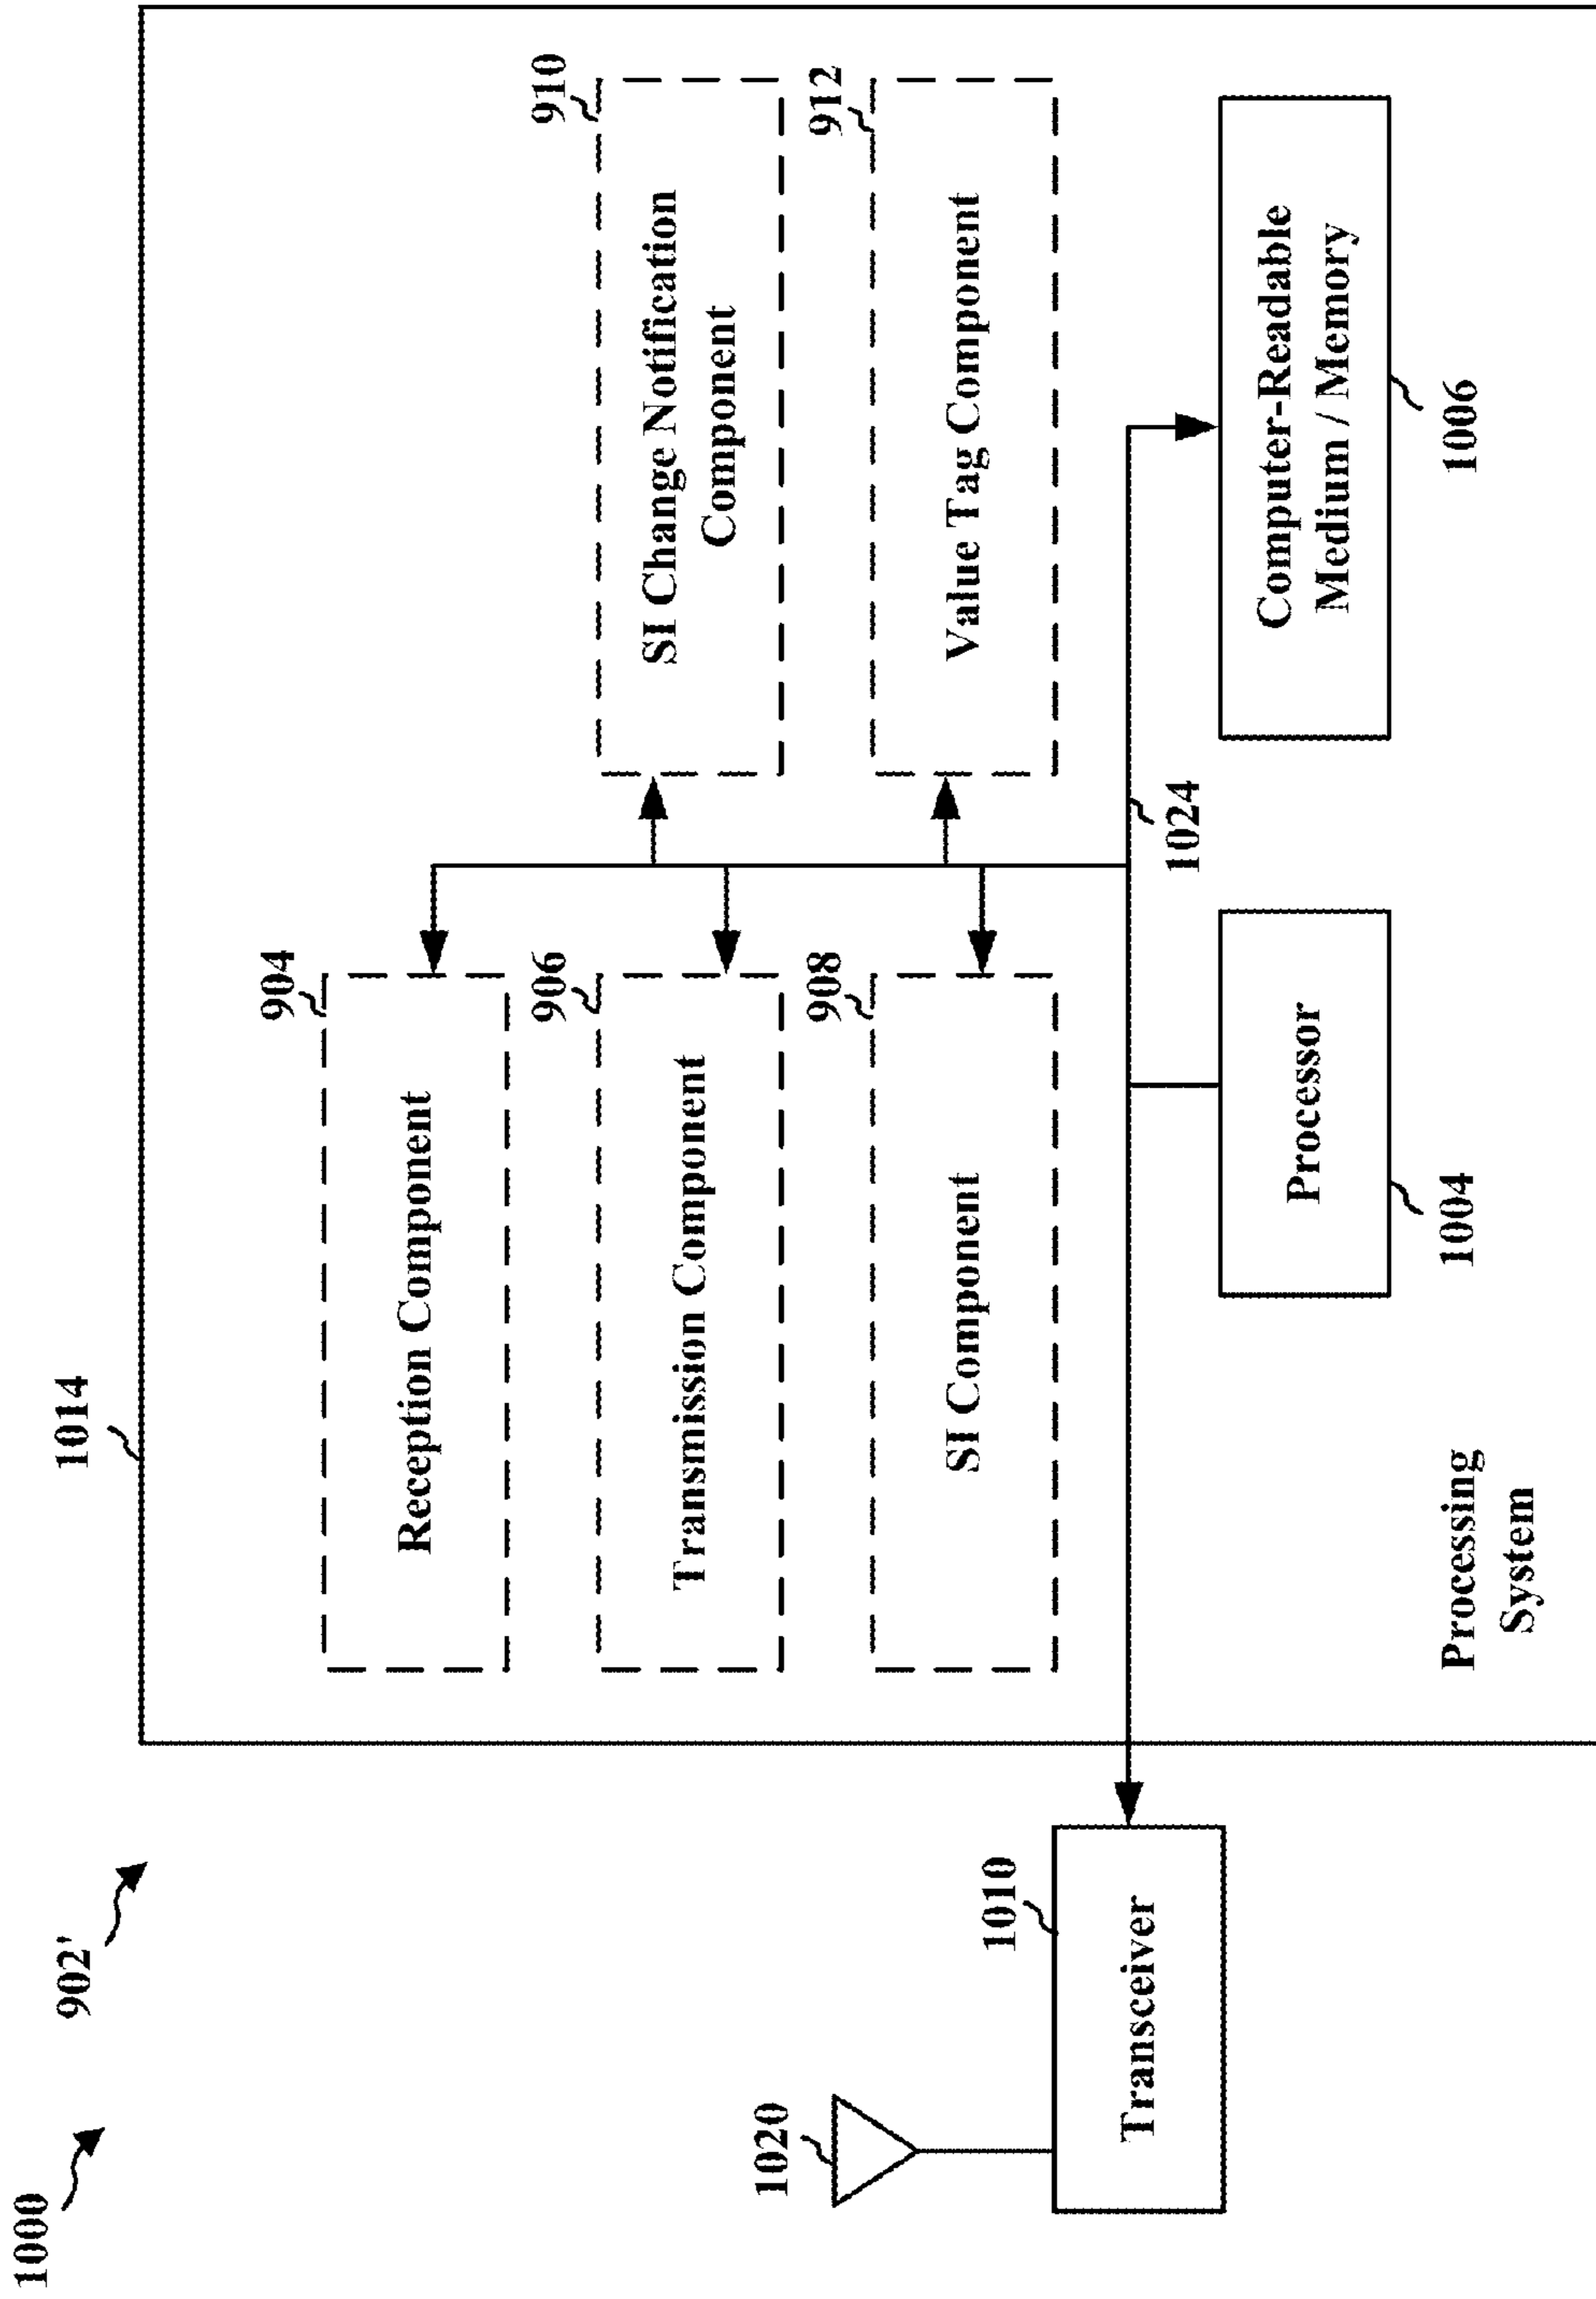 1000
902'
1014
904
Reception Component
906
Transmission Component
910
SI Change Notification
Component
908
SI Component
912
Value Tag Component
1020
1010
Transceiver
1024
Processor
1004
Computer-Readable
Medium / Memory
1006
Processing
System